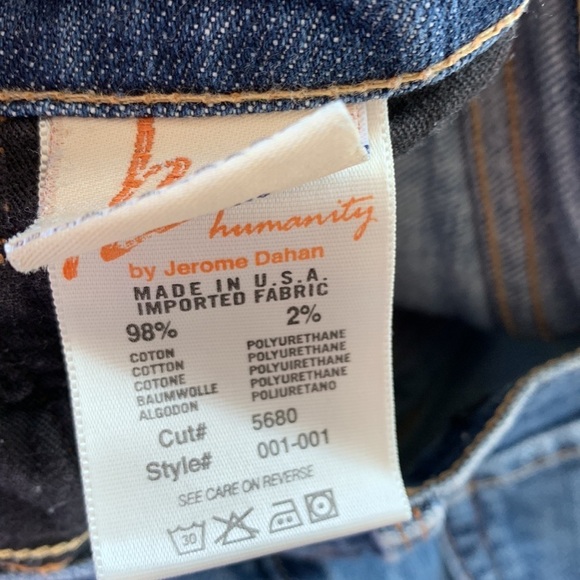 humanity
by Jerome Dahan
MADE IN U.S.A.
IMPORTED FABRIC
98% 2%
COTON POLYURETHANE
COTTON POLYURETHANE
COTONE POLYUIRETHANE
BAUMWOLLE POLYURETHANE
ALGODON POLIURETANO
Cut# 5680
Style# 001-001
SEE CARE ON REVERSE
30